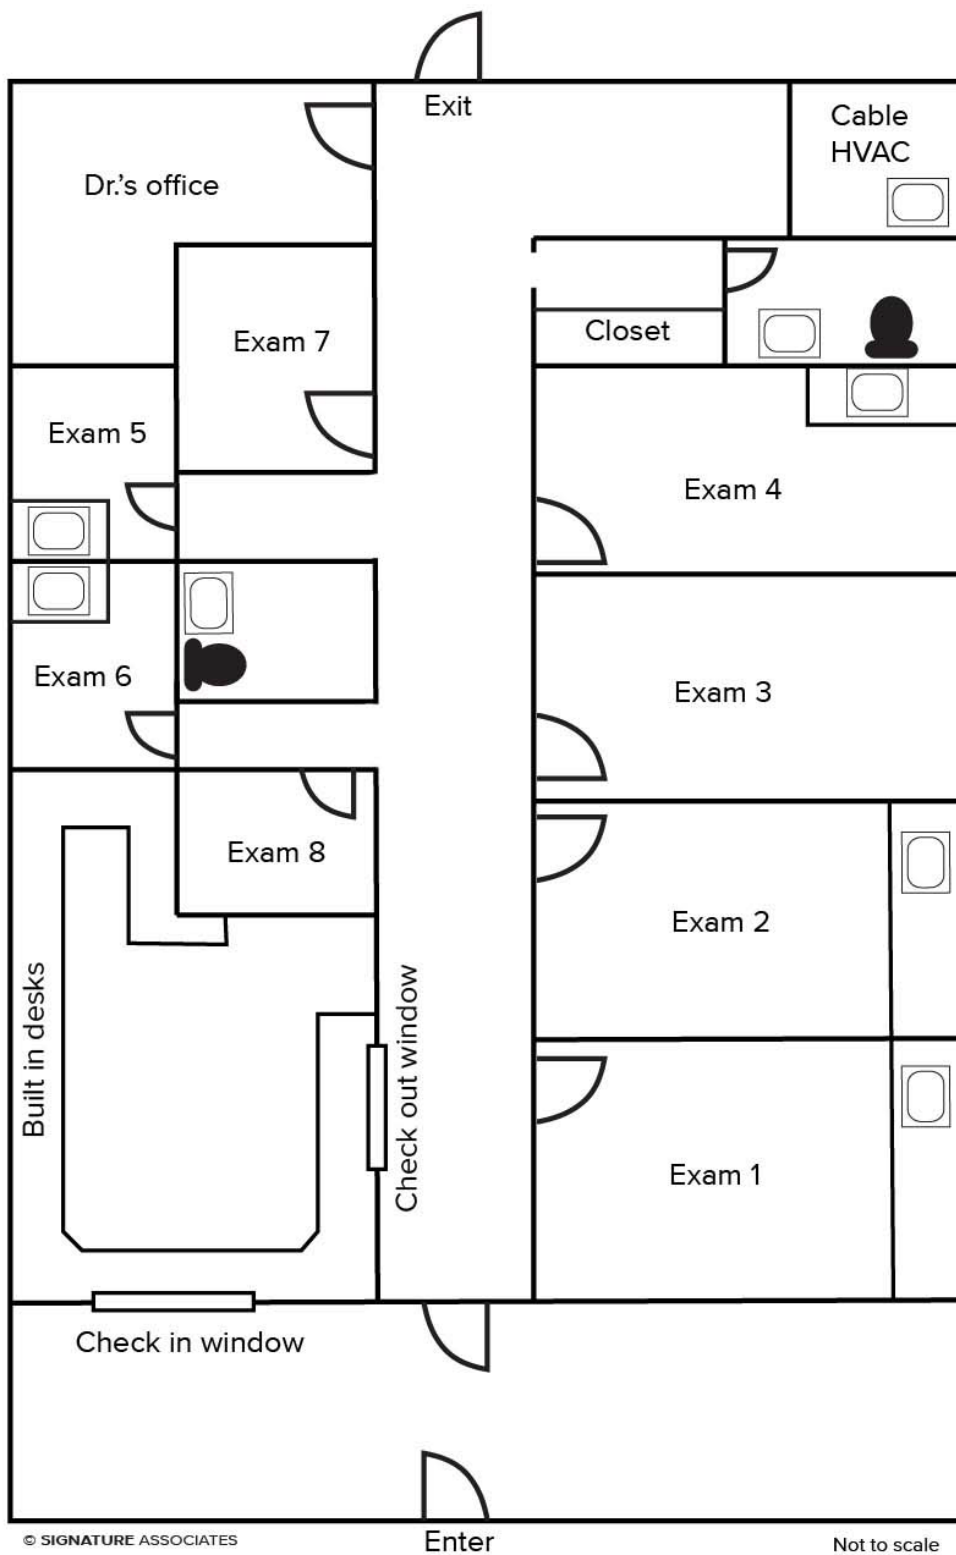 Exit
Cable
HVAC
Dr.'s office
Exam 7
Closet
Exam 5
Exam 4
Exam 6
Exam 3
Exam 8
Exam 2
Built in desks
Check out window
Exam 1
Check in window
© SIGNATURE ASSOCIATES
Enter
Not to scale